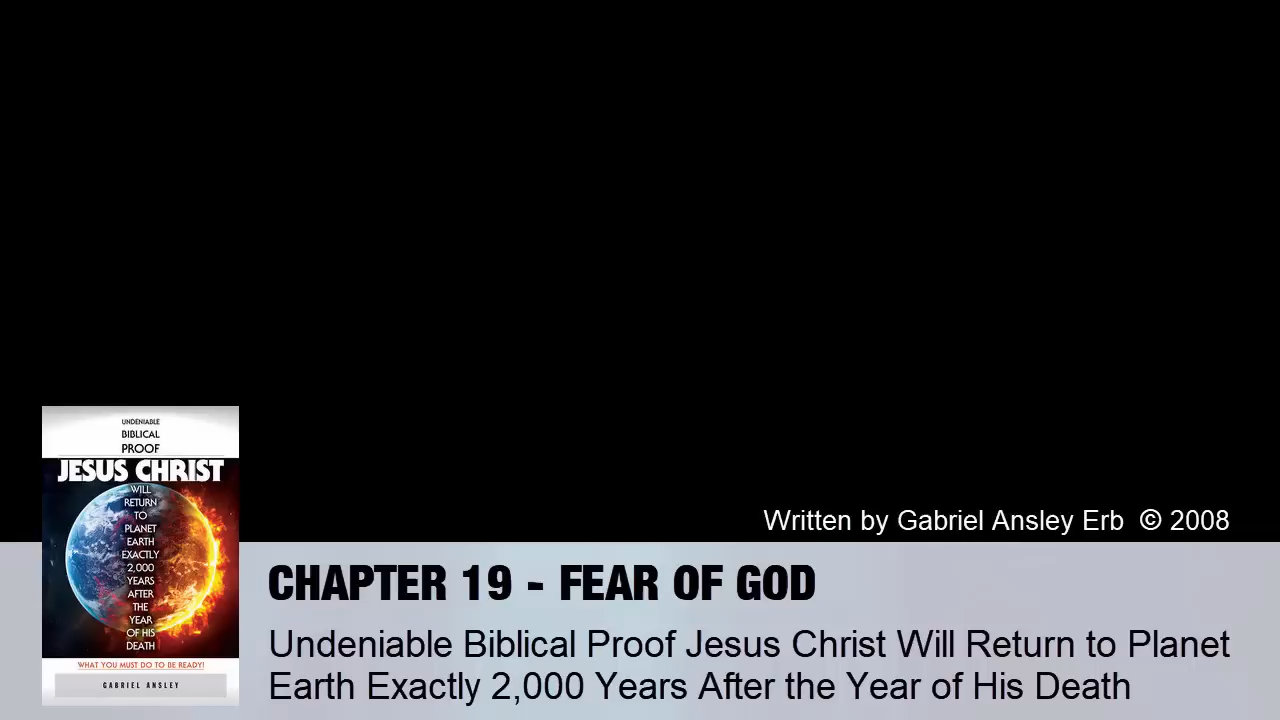 Written by Gabriel Ansley Erb © 2008
UNDENIABLE
BIBLICAL
PROOF
JESUS CHRIST
WILL
RETURN
TO
PLANET
EARTH
EXACTLY
2,000
YEARS
AFTER
THE
YEAR
OF HIS
DEATH
WHAT YOU MUST DO TO BE READY!
GABRIEL ANSLEY
CHAPTER 19 - FEAR OF GOD
Undeniable Biblical Proof Jesus Christ Will Return to Planet
Earth Exactly 2,000 Years After the Year of His Death